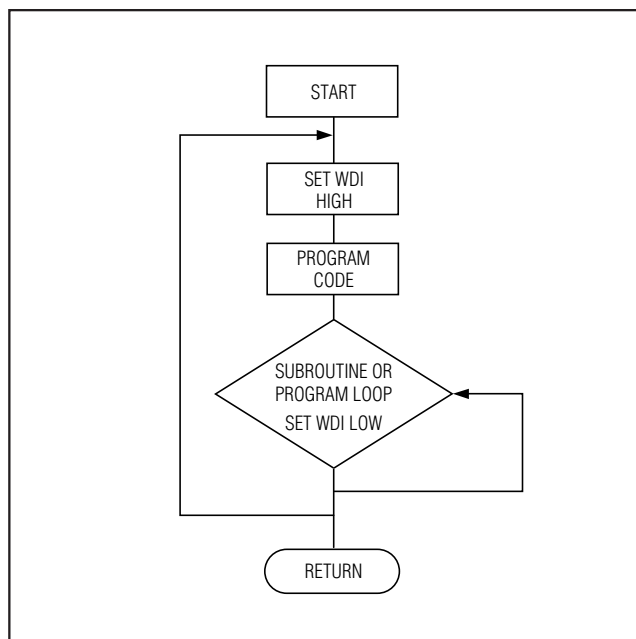 START
SET WDI
HIGH
PROGRAM
CODE
SUBROUTINE OR
PROGRAM LOOP
SET WDI LOW
RETURN